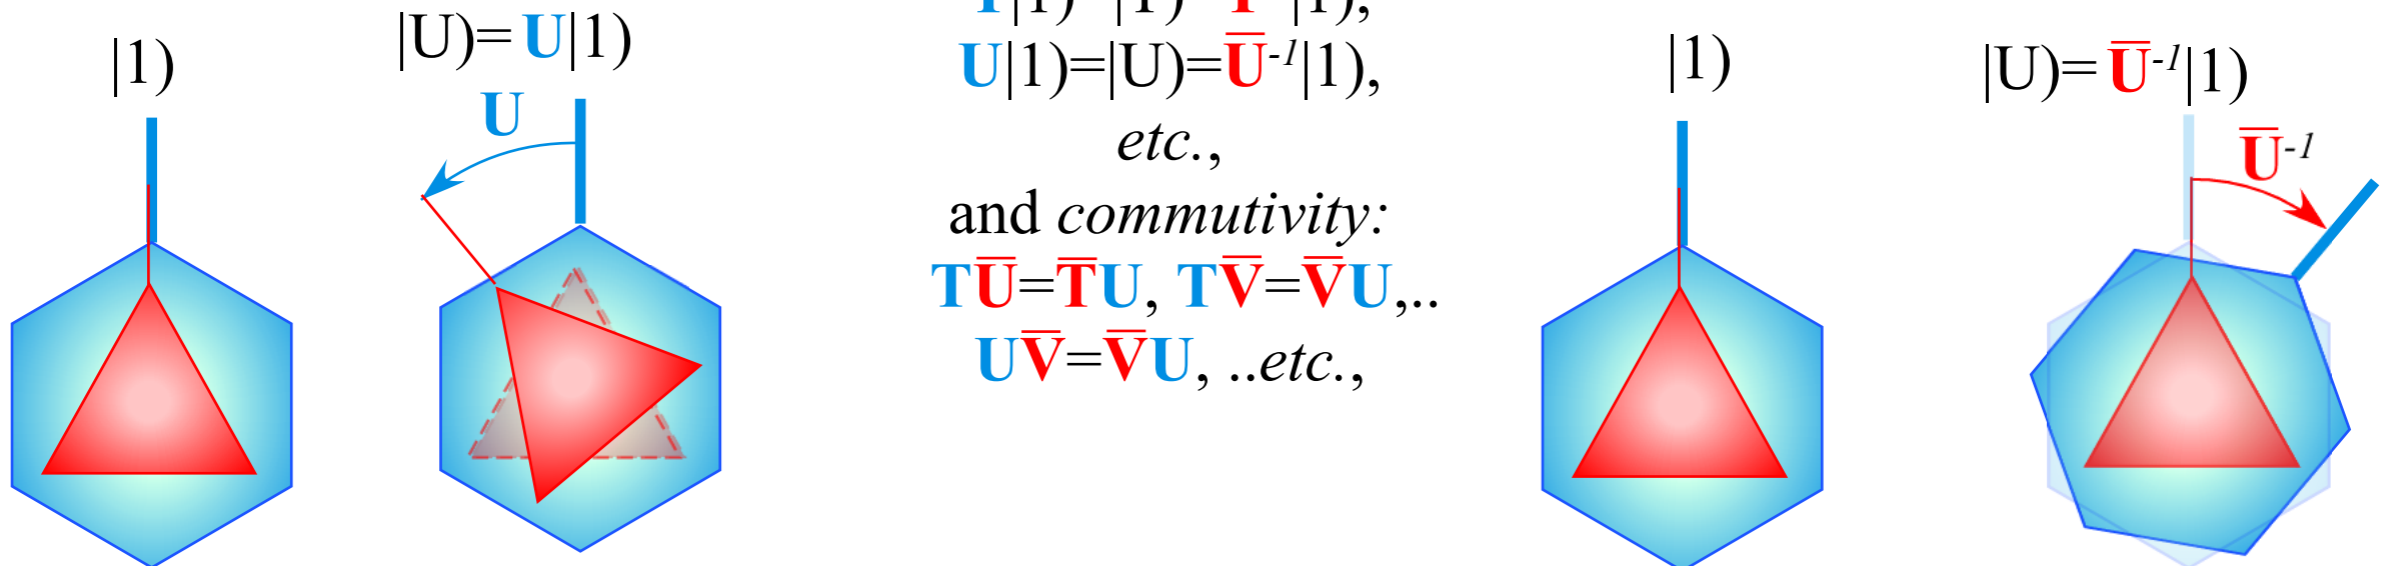 |1)
|U)=U|1)
U
U|1)=|U)=U̅⁻¹|1),
etc.,
and commutivity:
TU̅=T̅U, TV̅=V̅U,..
UV̅=V̅U, ..etc.,
|1)
|U)=U̅⁻¹|1)
U̅⁻¹